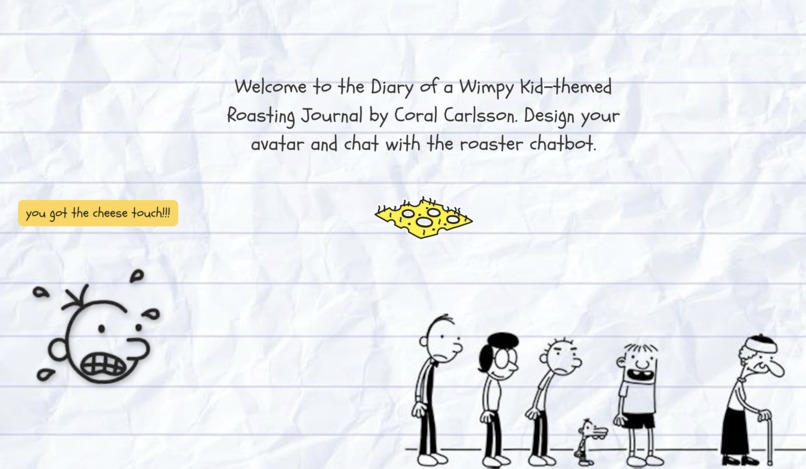 Welcome to the Diary of a Wimpy Kid-themed
Roasting Journal by Coral Carlsson. Design your
avatar and chat with the roaster chatbot.
you got the cheese touch!!!